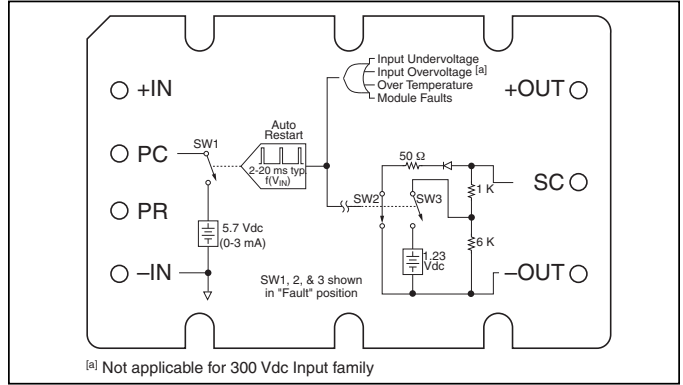 Input Undervoltage
Input Overvoltage [a]
Over Temperature
Module Faults
+IN
+OUT
Auto
Restart
SW1
PC
2-20 ms typ
f(VIN)
50 Ω
1 K
SC
SW2
SW3
PR
5.7 Vdc
(0-3 mA)
6 K
1.23
Vdc
–IN
–OUT
SW1, 2, & 3 shown
in "Fault" position
[a] Not applicable for 300 Vdc Input family